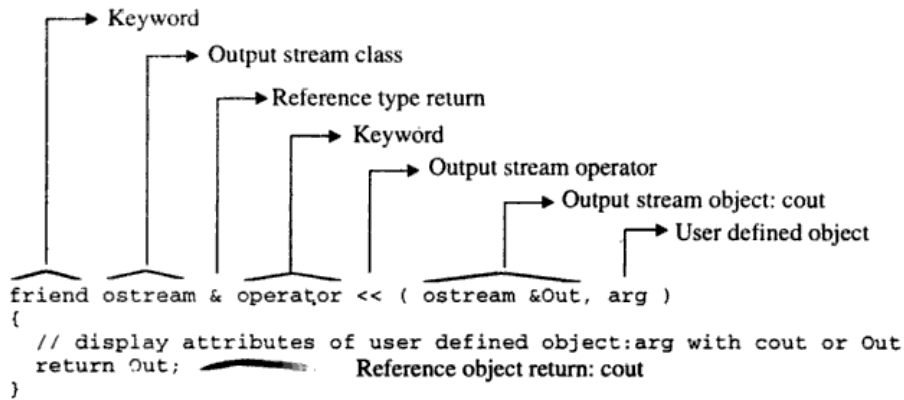 Keyword
Output stream class
Reference type return
Keyword
Output stream operator
Output stream object: cout
User defined object
friend ostream & operator << ( ostream &Out, arg )
{
// display attributes of user defined object:arg with cout or Out
return Out; Reference object return: cout
}